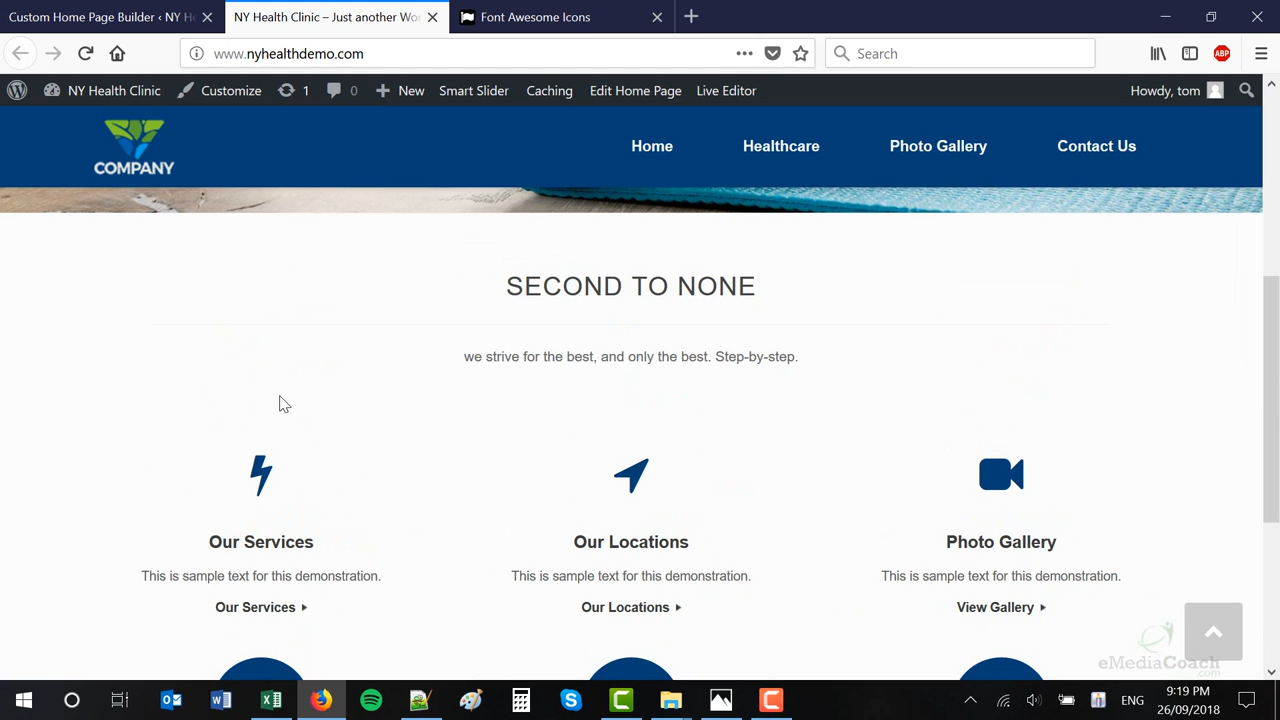 Custom Home Page Builder ‹ NY He
NY Health Clinic – Just another Wor
Font Awesome Icons
www.nyhealthdemo.com
Search
ABP
NY Health Clinic
Customize
1
0
New
Smart Slider
Caching
Edit Home Page
Live Editor
Howdy, tom
COMPANY
Home
Healthcare
Photo Gallery
Contact Us
SECOND TO NONE
we strive for the best, and only the best. Step-by-step.
Our Services
Our Locations
Photo Gallery
This is sample text for this demonstration.
This is sample text for this demonstration.
This is sample text for this demonstration.
Our Services
Our Locations
View Gallery
eMediaCoach
.com
ENG
9:19 PM
26/09/2018